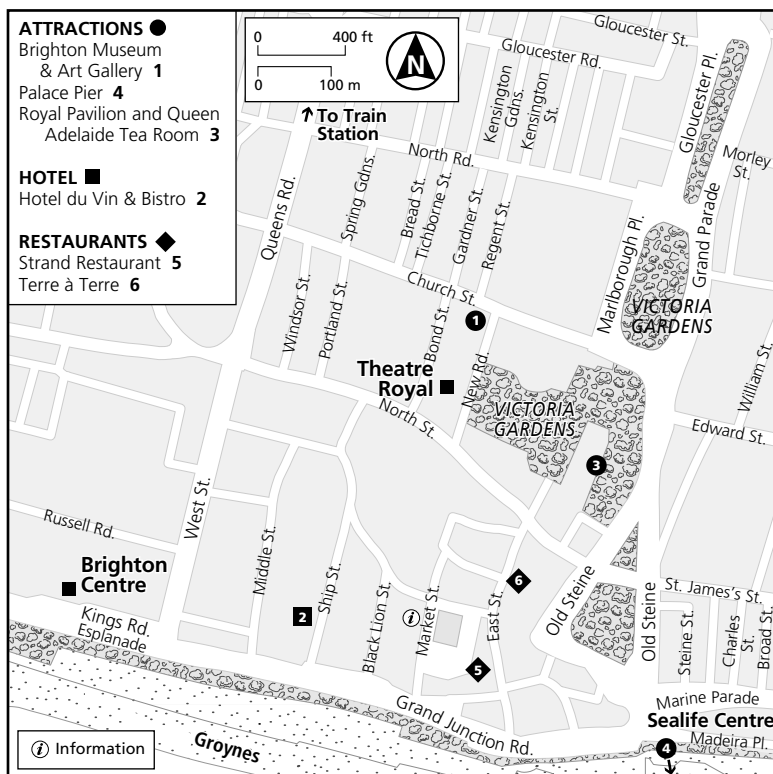 ATTRACTIONS
Brighton Museum
& Art Gallery 1
Palace Pier 4
Royal Pavilion and Queen
Adelaide Tea Room 3
HOTEL
Hotel du Vin & Bistro 2
RESTAURANTS
Strand Restaurant 5
Terre à Terre 6
0 400 ft
0 100 m
N
To Train
Station
Gloucester St.
Gloucester Rd.
Gloucester Pl.
Kensington
Gdns.
Kensington
St.
North Rd.
Morley
St.
Queens Rd.
Spring Gdns.
Bread St.
Tichborne St.
Gardner St.
Regent St.
Marlborough Pl.
Grand Parade
Church St.
VICTORIA
GARDENS
Windsor St.
Portland St.
Bond St.
1
New Rd.
William St.
Theatre
Royal
North St.
VICTORIA
GARDENS
Edward St.
3
West St.
Russell Rd.
Brighton
Centre
Middle St.
Ship St.
Black Lion St.
Market St.
East St.
6
Old Steine
Old Steine
St. James's St.
Steine St.
Charles
St.
Broad St.
2
i
5
Kings Rd.
Esplanade
Grand Junction Rd.
Marine Parade
Sealife Centre
Madeira Pl.
4
Groynes
i Information